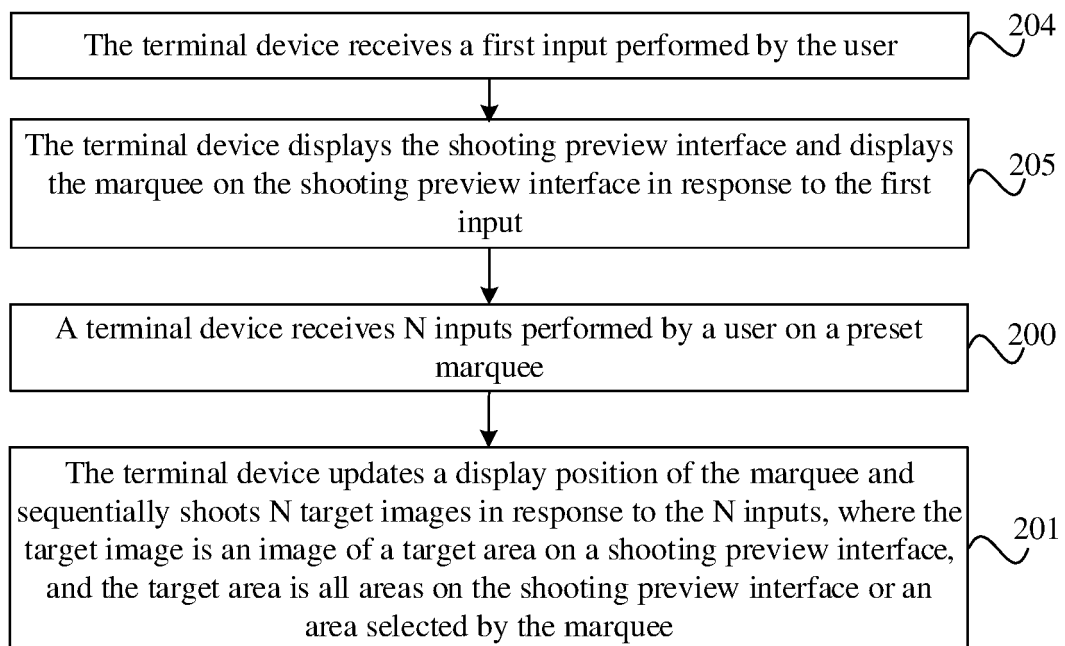 The terminal device receives a first input performed by the user
204
The terminal device displays the shooting preview interface and displays
the marquee on the shooting preview interface in response to the first
input
205
A terminal device receives N inputs performed by a user on a preset
marquee
200
The terminal device updates a display position of the marquee and
sequentially shoots N target images in response to the N inputs, where the
target image is an image of a target area on a shooting preview interface,
and the target area is all areas on the shooting preview interface or an
area selected by the marquee
201